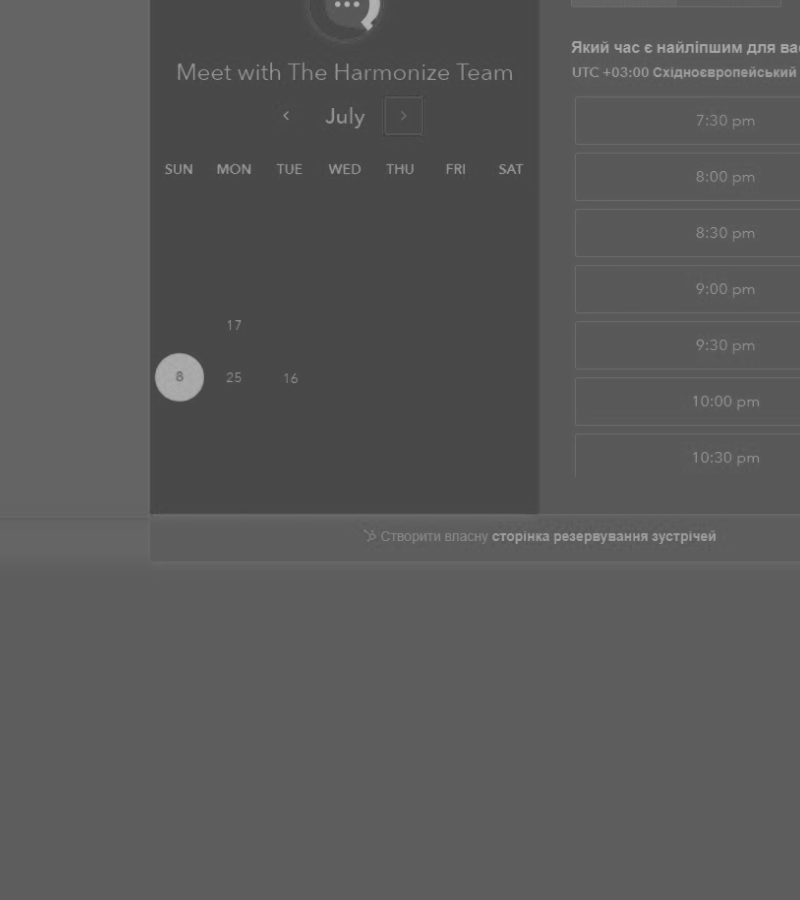 Meet with The Harmonize Team
July
SUN MON TUE WED THU FRI SAT
17
8 25 16
Який час є найліпшим для
UTC +03:00 Східноєвропейський
7:30 pm
8:00 pm
8:30 pm
9:00 pm
9:30 pm
10:00 pm
10:30 pm
Створити власну сторінка резервування зустрічей